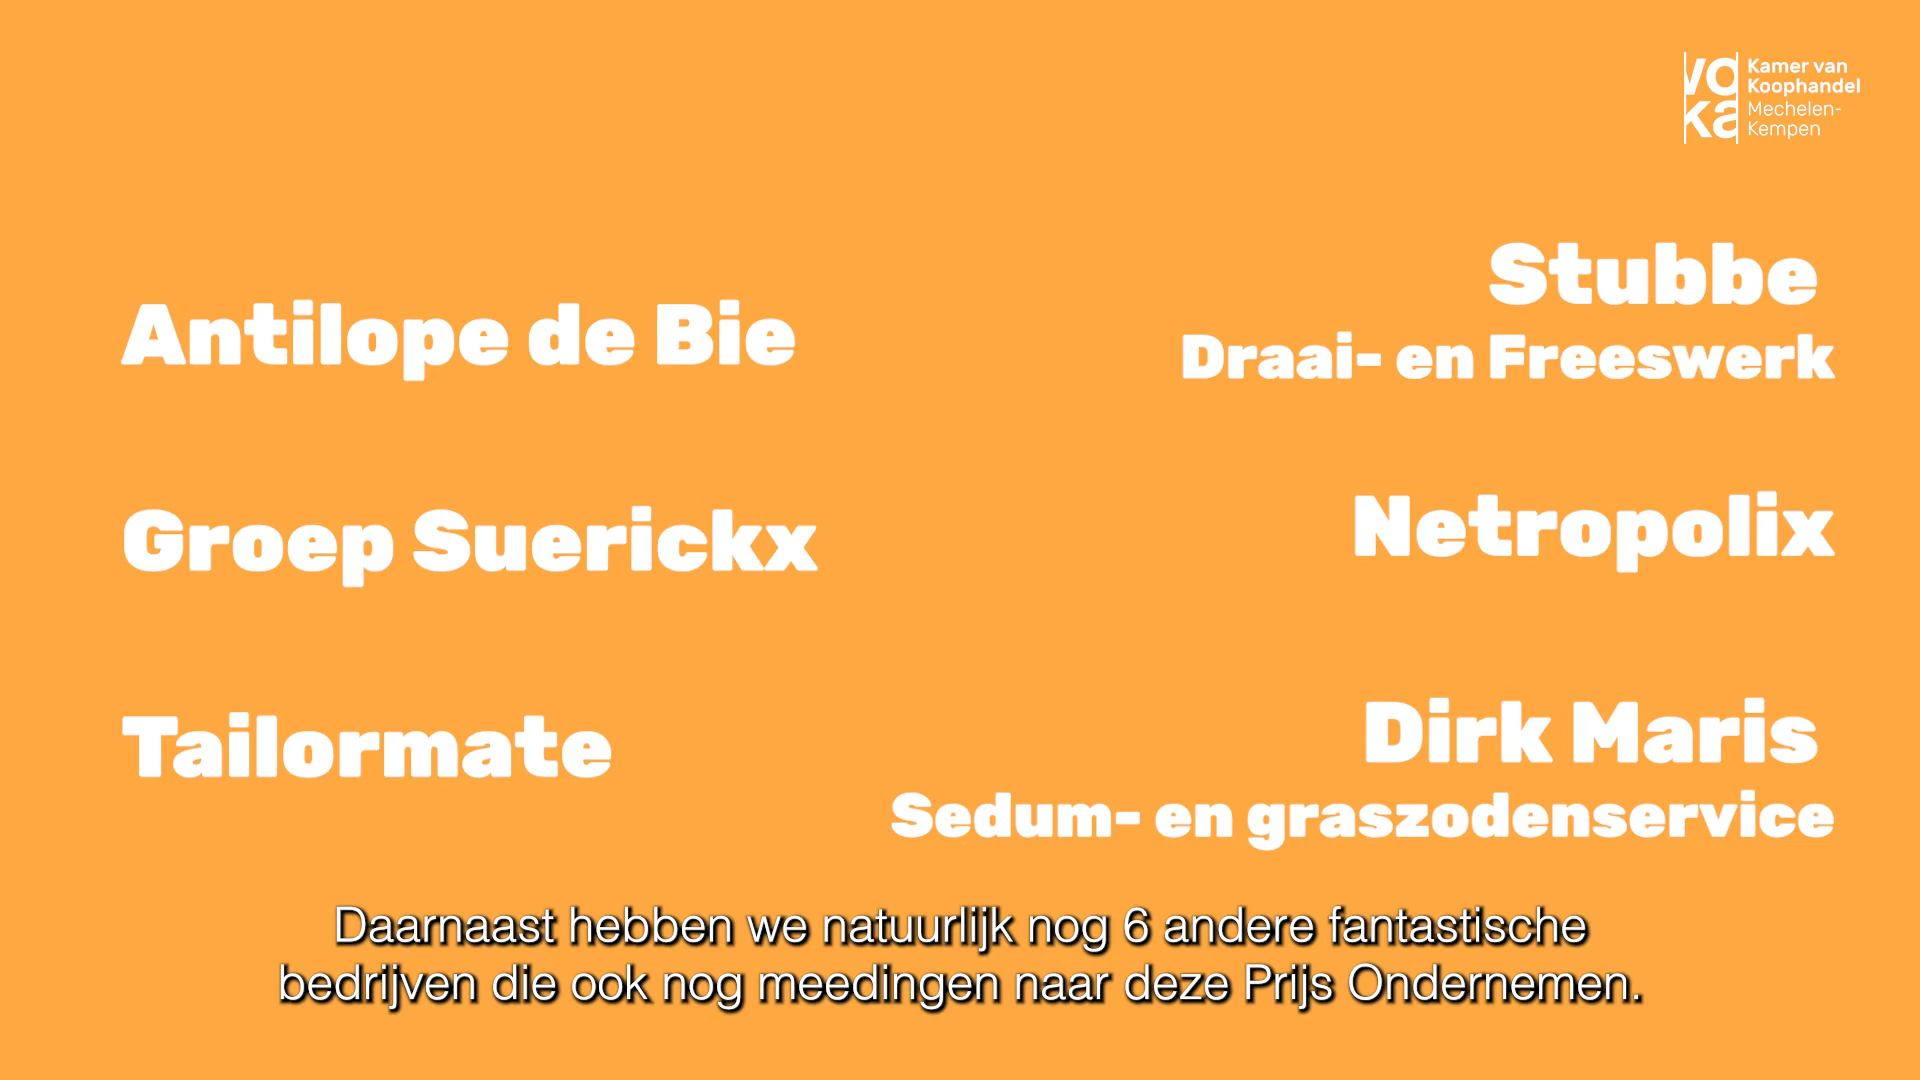 voka
Kamer van
Koophandel
Mechelen-
Kempen
Antilope de Bie
Groep Suerickx
Tailormate
Stubbe
Draai- en Freeswerk
Netropolix
Dirk Maris
Sedum- en graszodenservice
Daarnaast hebben we natuurlijk nog 6 andere fantastische
bedrijven die ook nog meedingen naar deze Prijs Ondernemen.